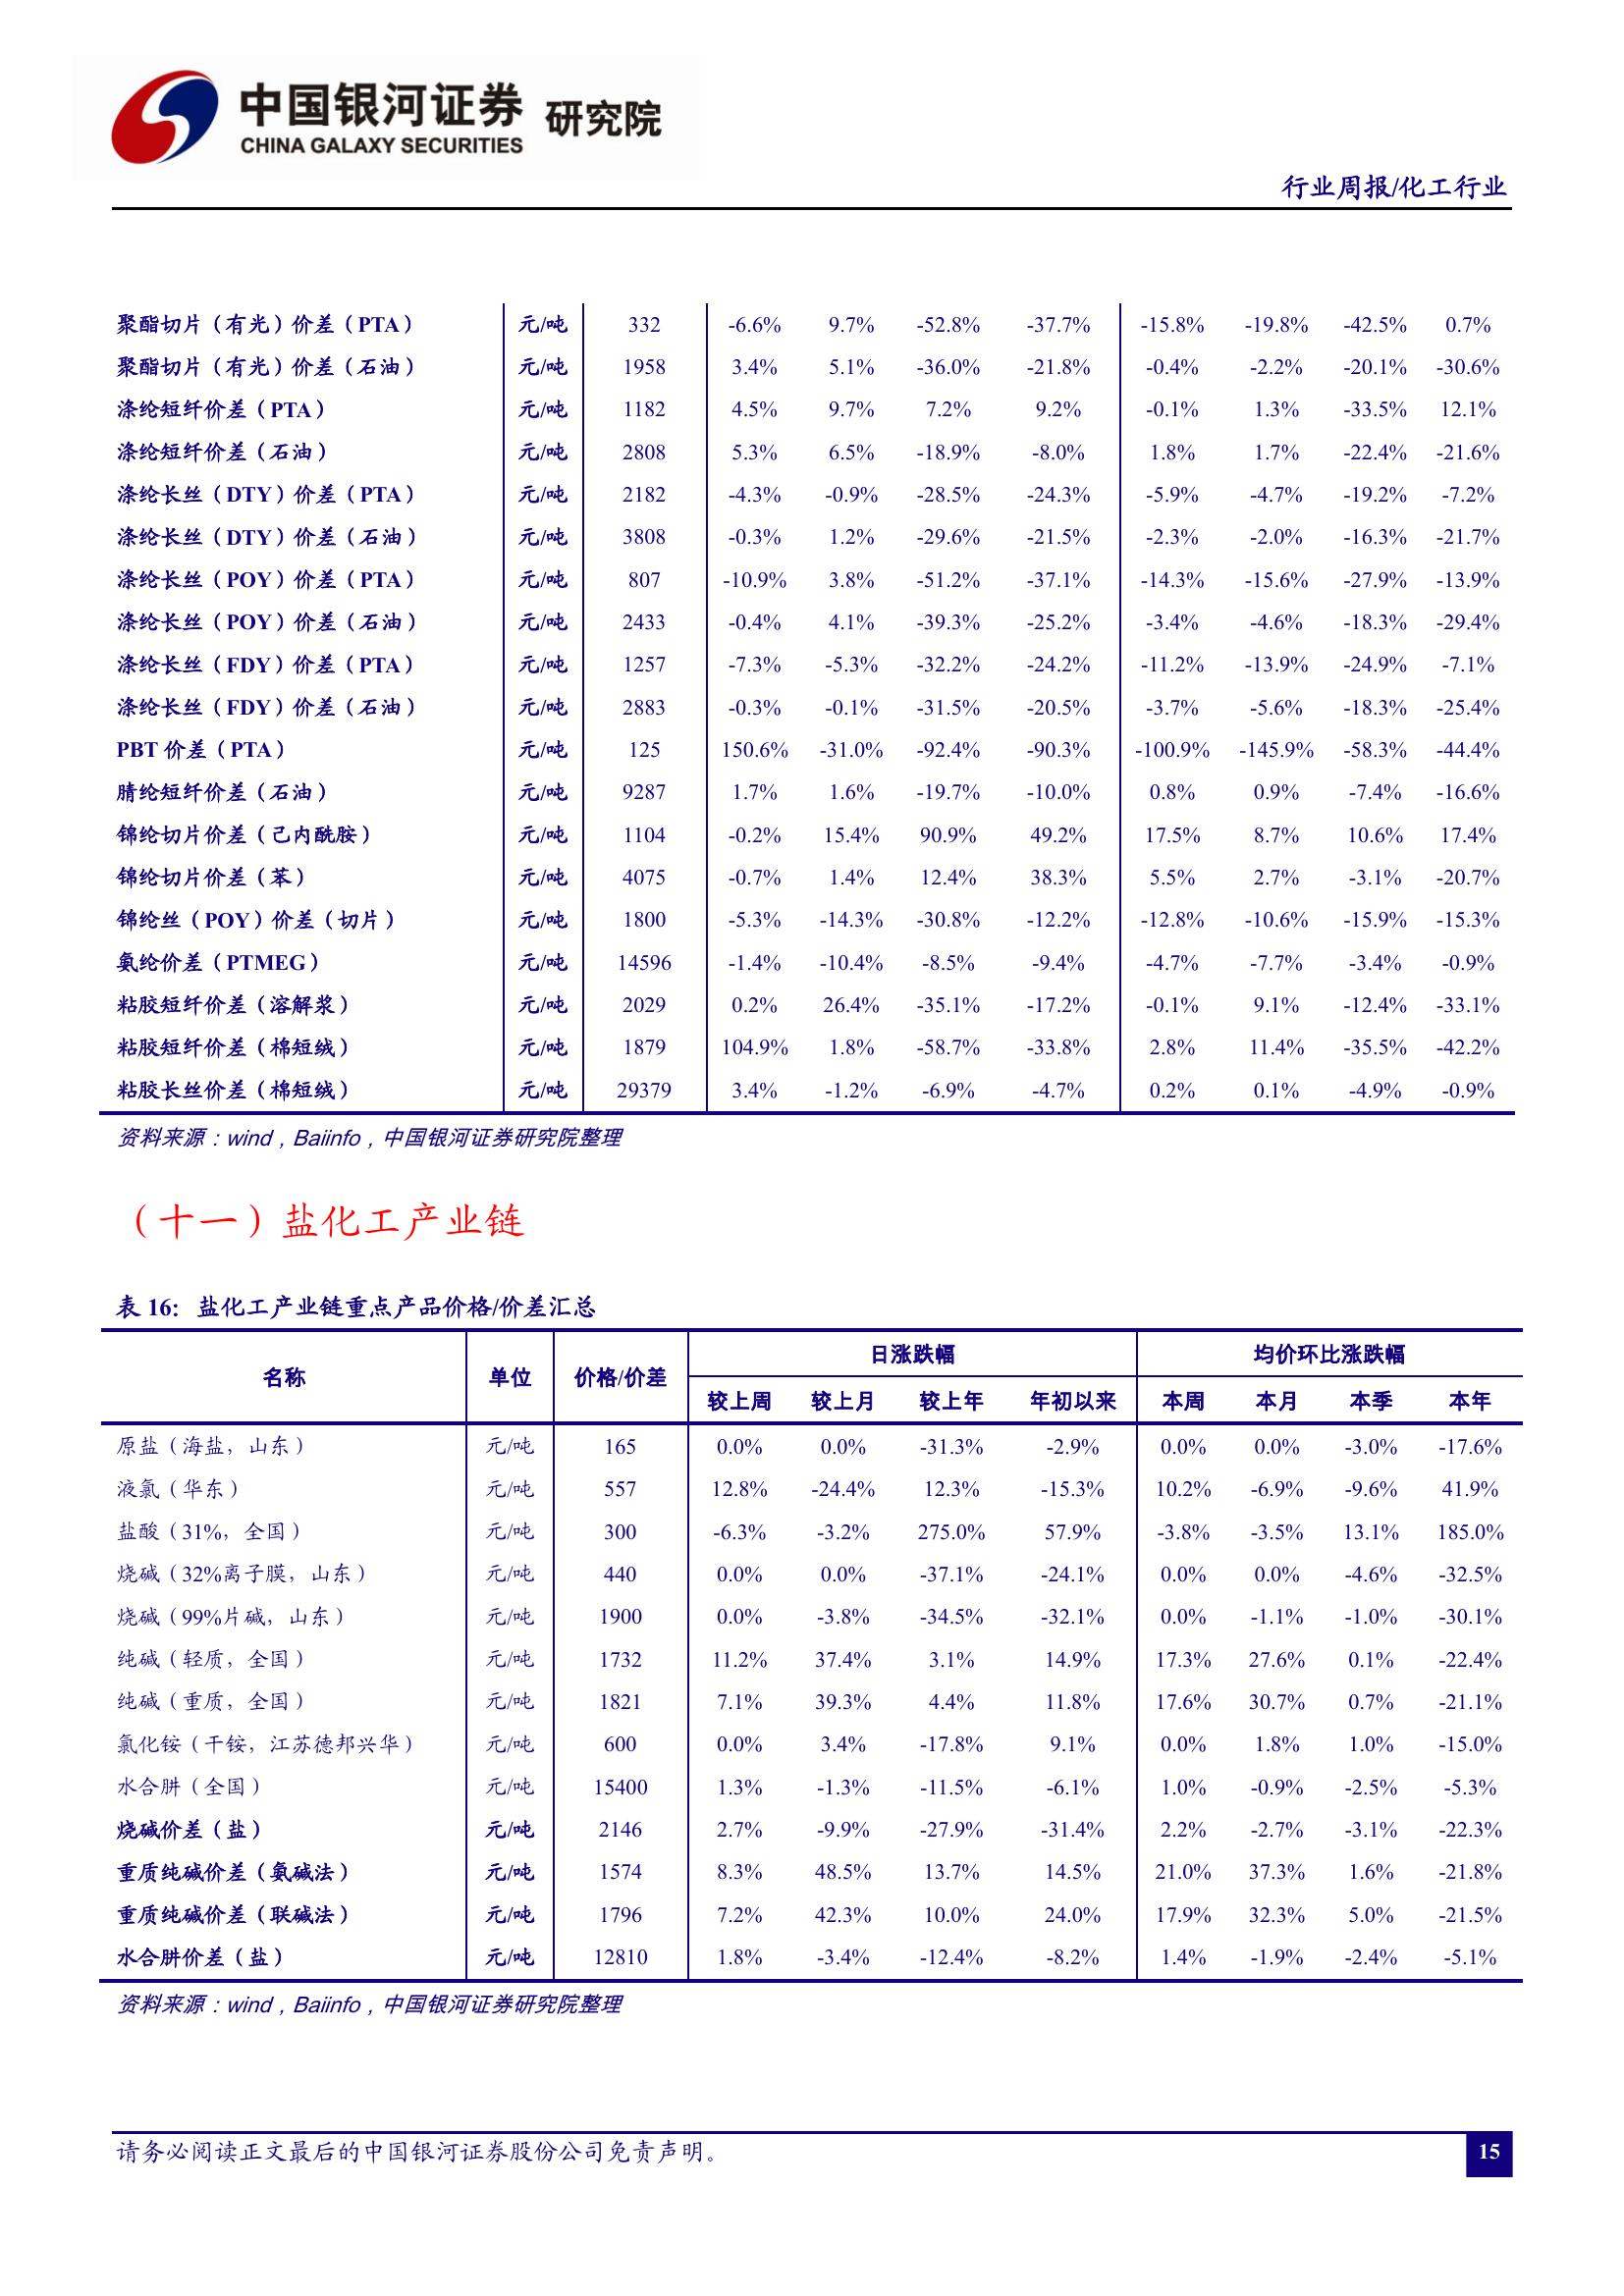 中国银河证券 研究院
CHINA GALAXY SECURITIES
行业周报/化工行业
聚酯切片（有光）价差（PTA） 元/吨 332 -6.6% 9.7% -52.8% -37.7% -15.8% -19.8% -42.5% 0.7%
聚酯切片（有光）价差（石油） 元/吨 1958 3.4% 5.1% -36.0% -21.8% -0.4% -2.2% -20.1% -30.6%
涤纶短纤价差（PTA） 元/吨 1182 4.5% 9.7% 7.2% 9.2% -0.1% 1.3% -33.5% 12.1%
涤纶短纤价差（石油） 元/吨 2808 5.3% 6.5% -18.9% -8.0% 1.8% 1.7% -22.4% -21.6%
涤纶长丝（DTY）价差（PTA） 元/吨 2182 -4.3% -0.9% -28.5% -24.3% -5.9% -4.7% -19.2% -7.2%
涤纶长丝（DTY）价差（石油） 元/吨 3808 -0.3% 1.2% -29.6% -21.5% -2.3% -2.0% -16.3% -21.7%
涤纶长丝（POY）价差（PTA） 元/吨 807 -10.9% 3.8% -51.2% -37.1% -14.3% -15.6% -27.9% -13.9%
涤纶长丝（POY）价差（石油） 元/吨 2433 -0.4% 4.1% -39.3% -25.2% -3.4% -4.6% -18.3% -29.4%
涤纶长丝（FDY）价差（PTA） 元/吨 1257 -7.3% -5.3% -32.2% -24.2% -11.2% -13.9% -24.9% -7.1%
涤纶长丝（FDY）价差（石油） 元/吨 2883 -0.3% -0.1% -31.5% -20.5% -3.7% -5.6% -18.3% -25.4%
PBT 价差（PTA） 元/吨 125 150.6% -31.0% -92.4% -90.3% -100.9% -145.9% -58.3% -44.4%
腈纶短纤价差（石油） 元/吨 9287 1.7% 1.6% -19.7% -10.0% 0.8% 0.9% -7.4% -16.6%
锦纶切片价差（己内酰胺） 元/吨 1104 -0.2% 15.4% 90.9% 49.2% 17.5% 8.7% 10.6% 17.4%
锦纶切片价差（苯） 元/吨 4075 -0.7% 1.4% 12.4% 38.3% 5.5% 2.7% -3.1% -20.7%
锦纶丝（POY）价差（切片） 元/吨 1800 -5.3% -14.3% -30.8% -12.2% -12.8% -10.6% -15.9% -15.3%
氨纶价差（PTMEG） 元/吨 14596 -1.4% -10.4% -8.5% -9.4% -4.7% -7.7% -3.4% -0.9%
粘胶短纤价差（溶解浆） 元/吨 2029 0.2% 26.4% -35.1% -17.2% -0.1% 9.1% -12.4% -33.1%
粘胶短纤价差（棉短绒） 元/吨 1879 104.9% 1.8% -58.7% -33.8% 2.8% 11.4% -35.5% -42.2%
粘胶长丝价差（棉短绒） 元/吨 29379 3.4% -1.2% -6.9% -4.7% 0.2% 0.1% -4.9% -0.9%
资料来源：wind，Baiinfo，中国银河证券研究院整理
（十一）盐化工产业链
表 16：盐化工产业链重点产品价格/价差汇总
名称 单位 价格/价差 日涨跌幅 均价环比涨跌幅
较上周 较上月 较上年 年初以来 本周 本月 本季 本年
原盐（海盐，山东） 元/吨 165 0.0% 0.0% -31.3% -2.9% 0.0% 0.0% -3.0% -17.6%
液氯（华东） 元/吨 557 12.8% -24.4% 12.3% -15.3% 10.2% -6.9% -9.6% 41.9%
盐酸（31%，全国） 元/吨 300 -6.3% -3.2% 275.0% 57.9% -3.8% -3.5% 13.1% 185.0%
烧碱（32%离子膜，山东） 元/吨 440 0.0% 0.0% -37.1% -24.1% 0.0% 0.0% -4.6% -32.5%
烧碱（99%片碱，山东） 元/吨 1900 0.0% -3.8% -34.5% -32.1% 0.0% -1.1% -1.0% -30.1%
纯碱（轻质，全国） 元/吨 1732 11.2% 37.4% 3.1% 14.9% 17.3% 27.6% 0.1% -22.4%
纯碱（重质，全国） 元/吨 1821 7.1% 39.3% 4.4% 11.8% 17.6% 30.7% 0.7% -21.1%
氯化铵（干铵，江苏德邦兴华） 元/吨 600 0.0% 3.4% -17.8% 9.1% 0.0% 1.8% 1.0% -15.0%
水合肼（全国） 元/吨 15400 1.3% -1.3% -11.5% -6.1% 1.0% -0.9% -2.5% -5.3%
烧碱价差（盐） 元/吨 2146 2.7% -9.9% -27.9% -31.4% 2.2% -2.7% -3.1% -22.3%
重质纯碱价差（氨碱法） 元/吨 1574 8.3% 48.5% 13.7% 14.5% 21.0% 37.3% 1.6% -21.8%
重质纯碱价差（联碱法） 元/吨 1796 7.2% 42.3% 10.0% 24.0% 17.9% 32.3% 5.0% -21.5%
水合肼价差（盐） 元/吨 12810 1.8% -3.4% -12.4% -8.2% 1.4% -1.9% -2.4% -5.1%
资料来源：wind，Baiinfo，中国银河证券研究院整理
请务必阅读正文最后的中国银河证券股份公司免责声明。
15